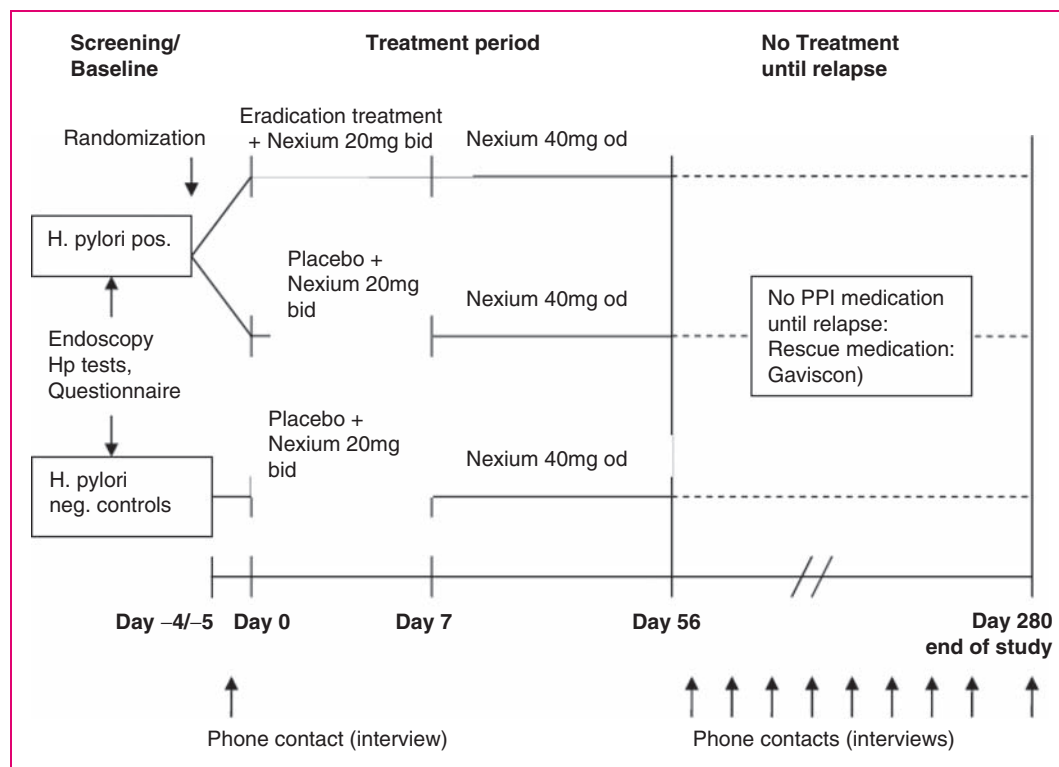 Screening/
Baseline
Treatment period
No Treatment
until relapse
Randomization
Eradication treatment
+ Nexium 20mg bid
Nexium 40mg od
H. pylori pos.
Placebo +
Nexium 20mg
bid
Nexium 40mg od
No PPI medication
until relapse:
Rescue medication:
Gaviscon)
Endoscopy
Hp tests,
Questionnaire
Placebo +
Nexium 20mg
bid
Nexium 40mg od
H. pylori
neg. controls
Day –4/–5
Day 0
Day 7
Day 56
Day 280
end of study
Phone contact (interview)
Phone contacts (interviews)